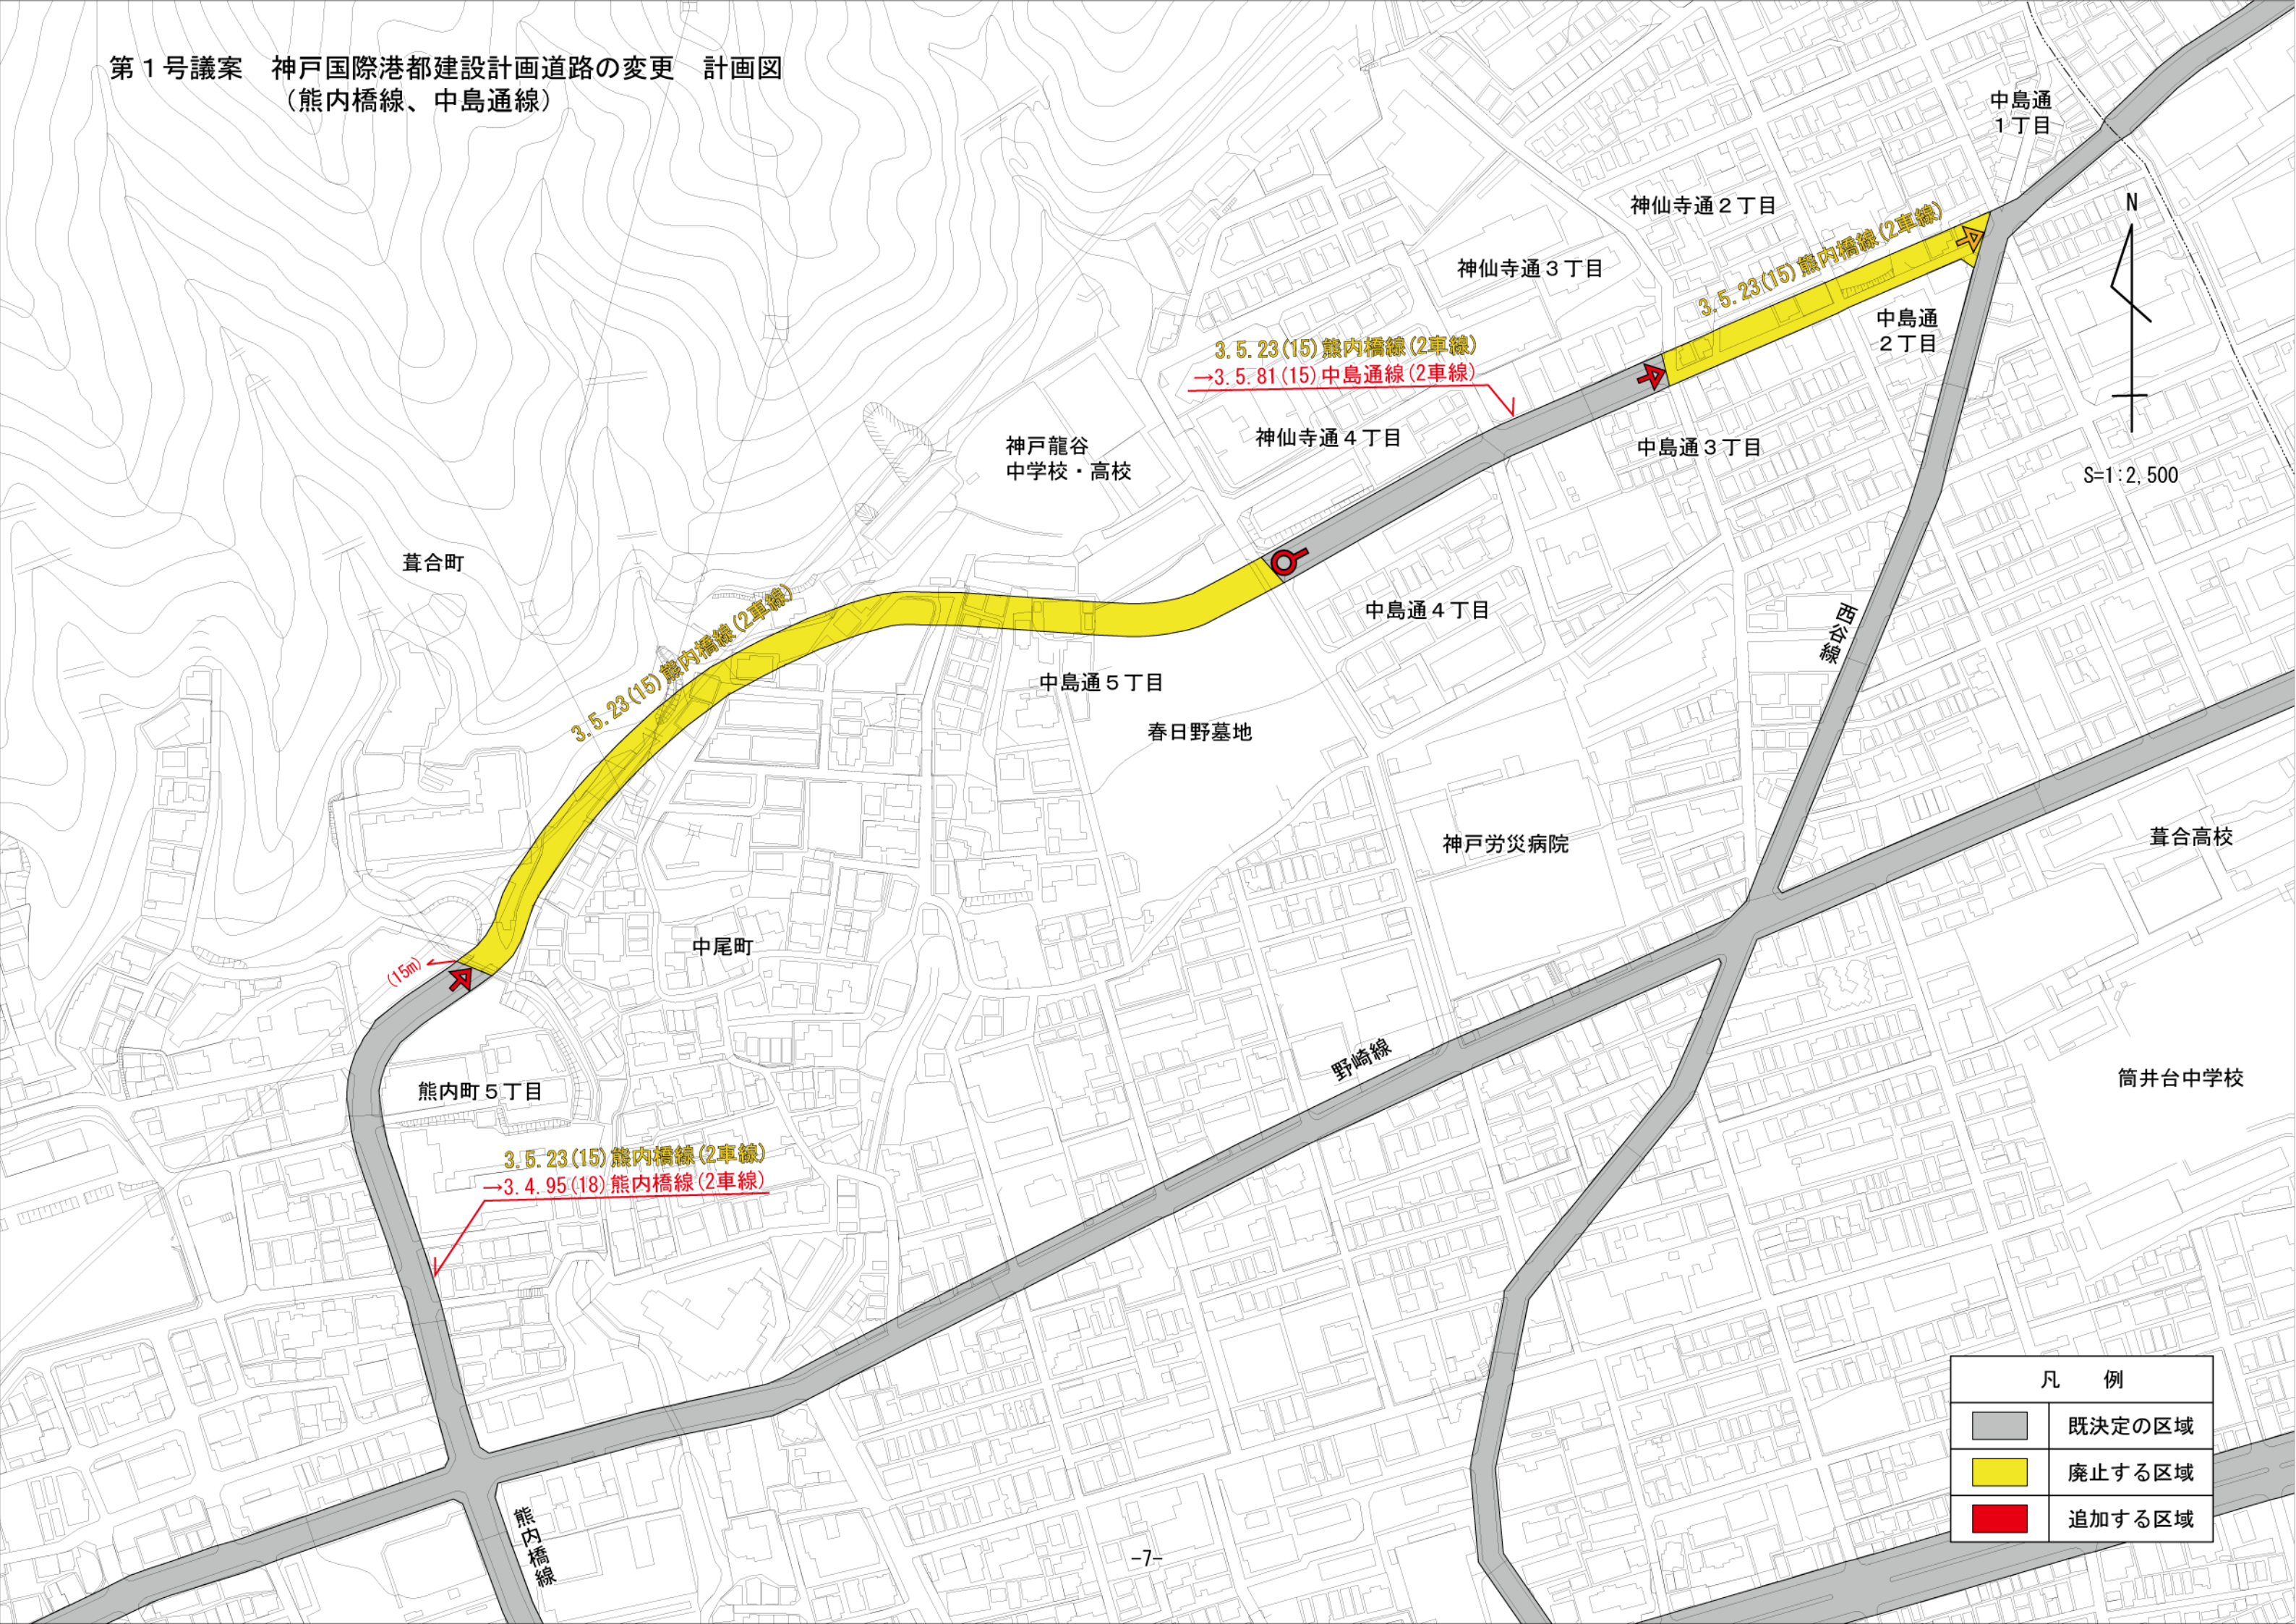 第１号議案　神戸国際港都建設計画道路の変更　計画図
（熊内橋線、中島通線）
中島通
１丁目
神仙寺通２丁目
N
3.5.23(15)熊内橋線(2車線)
神仙寺通３丁目
中島通
２丁目
3.5.23(15)熊内橋線(2車線)
→3.5.81(15)中島通線(2車線)
神仙寺通４丁目
神戸龍谷
中学校・高校
中島通３丁目
S=1:2,500
葺合町
3.5.23(15)熊内橋線(2車線)
中島通４丁目
西谷線
中島通５丁目
春日野墓地
神戸労災病院
葺合高校
中尾町
(15m)
野崎線
熊内町５丁目
筒井台中学校
3.5.23(15)熊内橋線(2車線)
→3.4.95(18)熊内橋線(2車線)
熊内橋線
凡　例
既決定の区域
廃止する区域
追加する区域
-7-